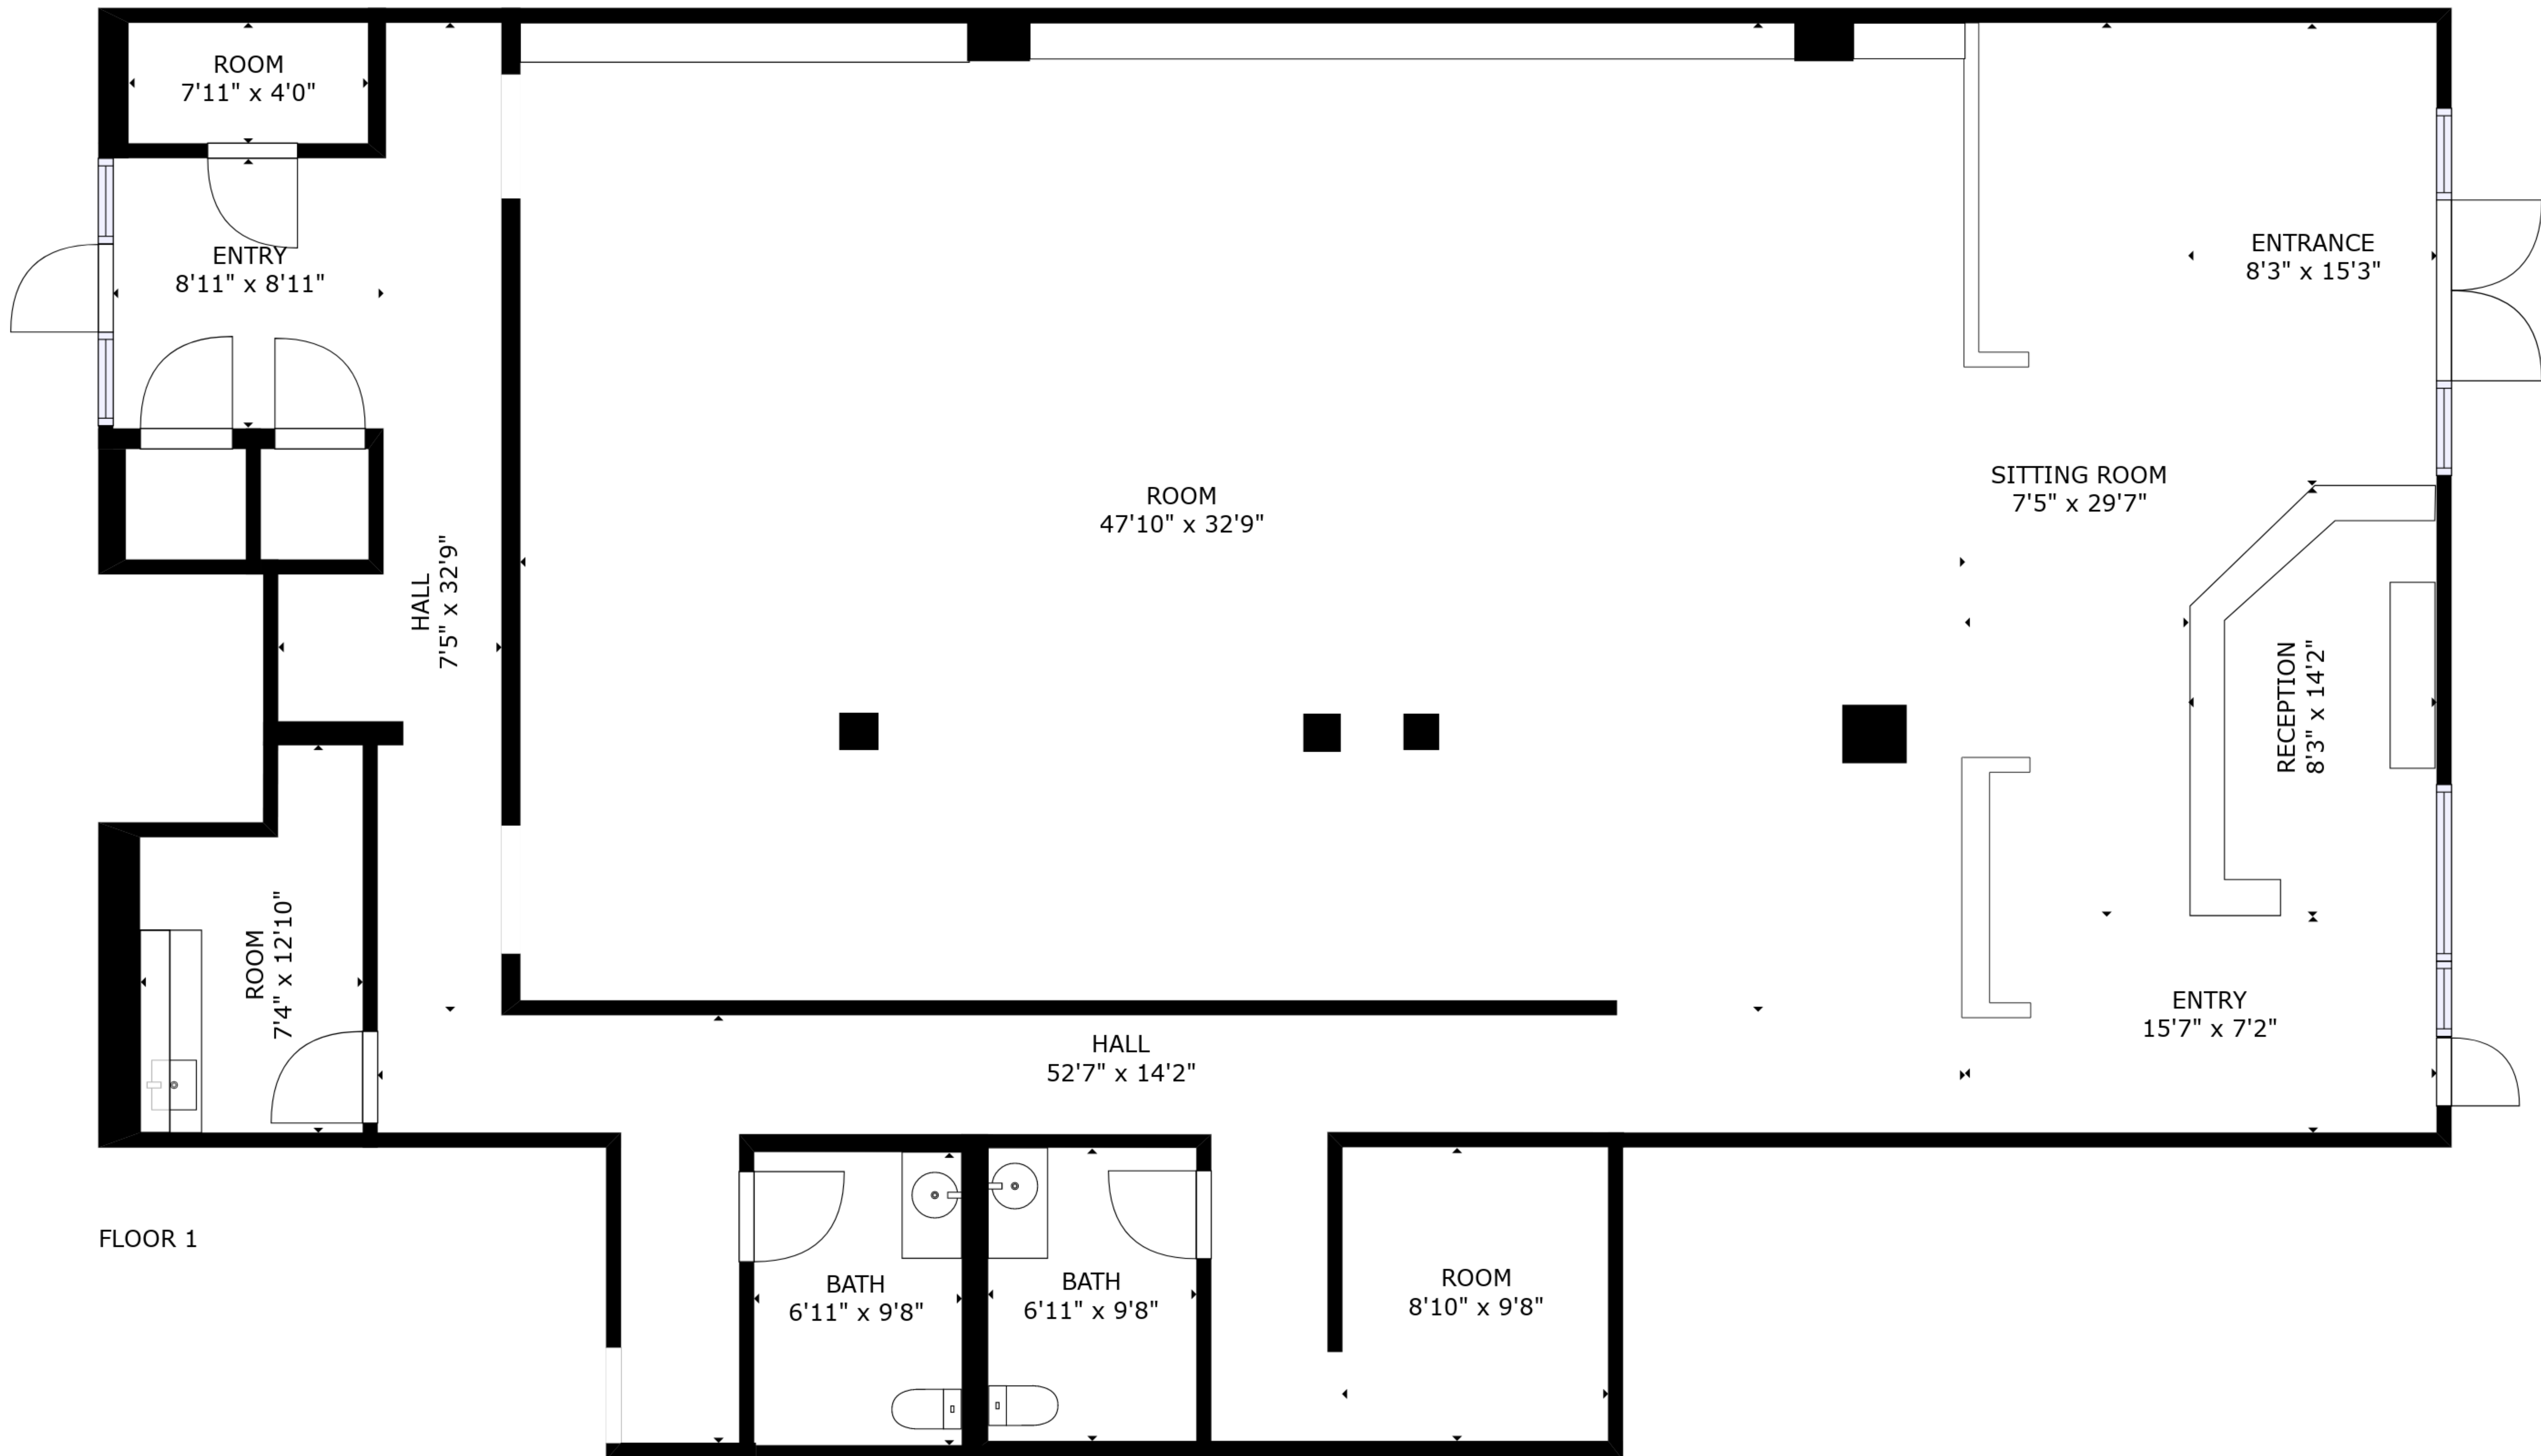 ROOM
7'11" x 4'0"
ENTRY
8'11" x 8'11"
ENTRANCE
8'3" x 15'3"
ROOM
47'10" x 32'9"
SITTING ROOM
7'5" x 29'7"
HALL
7'5" x 32'9"
RECEPTION
8'3" x 14'2"
ROOM
7'4" x 12'10"
HALL
52'7" x 14'2"
ENTRY
15'7" x 7'2"
FLOOR 1
BATH
6'11" x 9'8"
BATH
6'11" x 9'8"
ROOM
8'10" x 9'8"